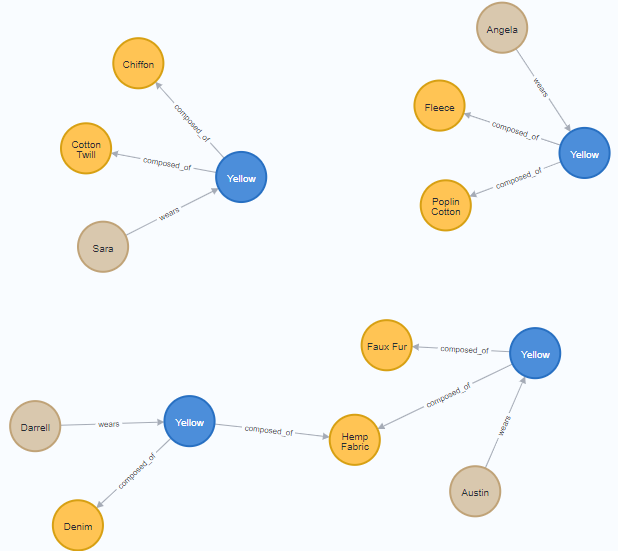 Angela
Chiffon
wears
Fleece
composed_of
composed_of
Cotton
Twill
composed_of
Yellow
Yellow
composed_of
Poplin
Cotton
wears
Sara
Faux Fur
composed_of
Yellow
composed_of
Darrell
wears
Yellow
composed_of
Hemp
Fabric
wears
composed_of
Austin
Denim